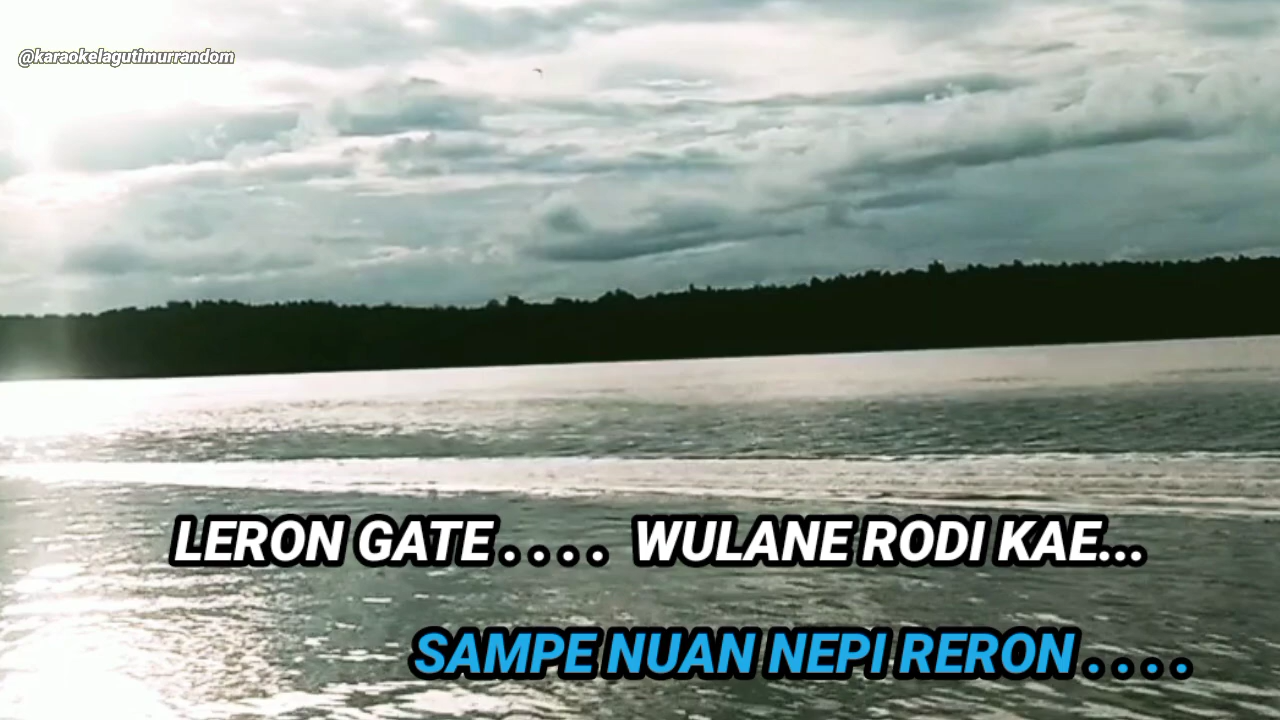 @karaokelagutimurrandom
LERON GATE.... WULANE RODI KAE...
SAMPE NUAN NEPI RERON....